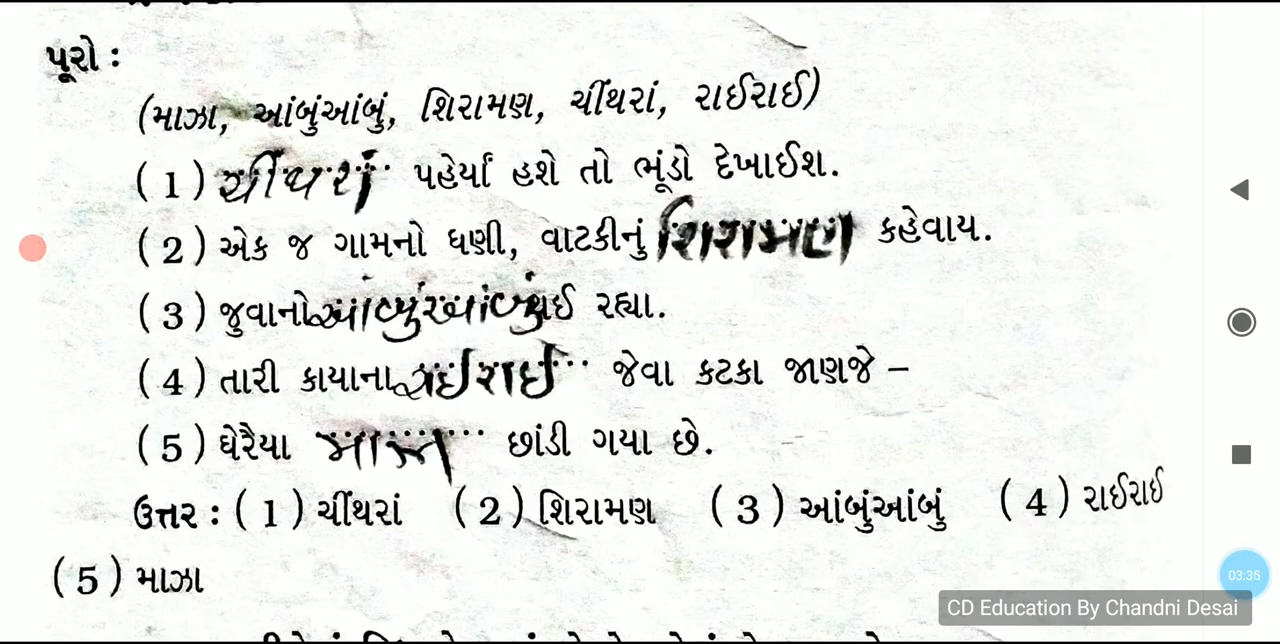 પૂરો :
(માઝા, આંબુંઆંબું, શિરામણ, ચીંથરાં, રાઈરાઈ)
(1) ચીંથરાં પહેર્યાં હશે તો ભૂંડો દેખાઈશ.
(2) એક જ ગામનો ધણી, વાટકીનું શિરામણ કહેવાય.
(3) જુવાનો આંબુંઆંબું થઈ રહ્યા.
(4) તારી કાયાના રાઈરાઈ જેવા કટકા જાણજે –
(5) ઘેરૈયા માઝા છાંડી ગયા છે.
ઉત્તર : (1) ચીંથરાં (2) શિરામણ (3) આંબુંઆંબું (4) રાઈરાઈ
(5) માઝા
03:35
CD Education By Chandni Desai